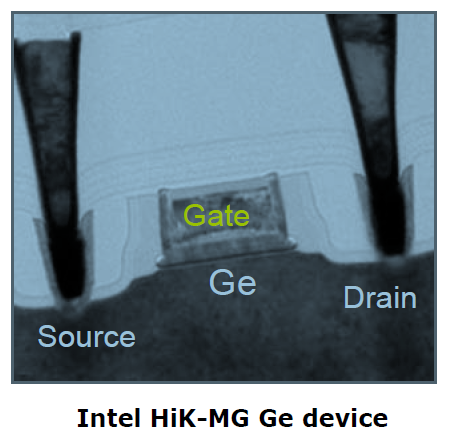 Gate
Ge
Drain
Source
Intel HiK-MG Ge device